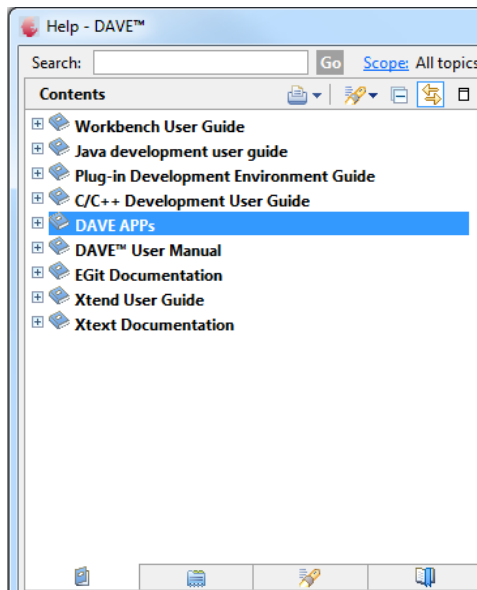 Help - DAVE™
Search: Go Scope: All topics
Contents
Workbench User Guide
Java development user guide
Plug-in Development Environment Guide
C/C++ Development User Guide
DAVE APPs
DAVE™ User Manual
EGit Documentation
Xtend User Guide
Xtext Documentation